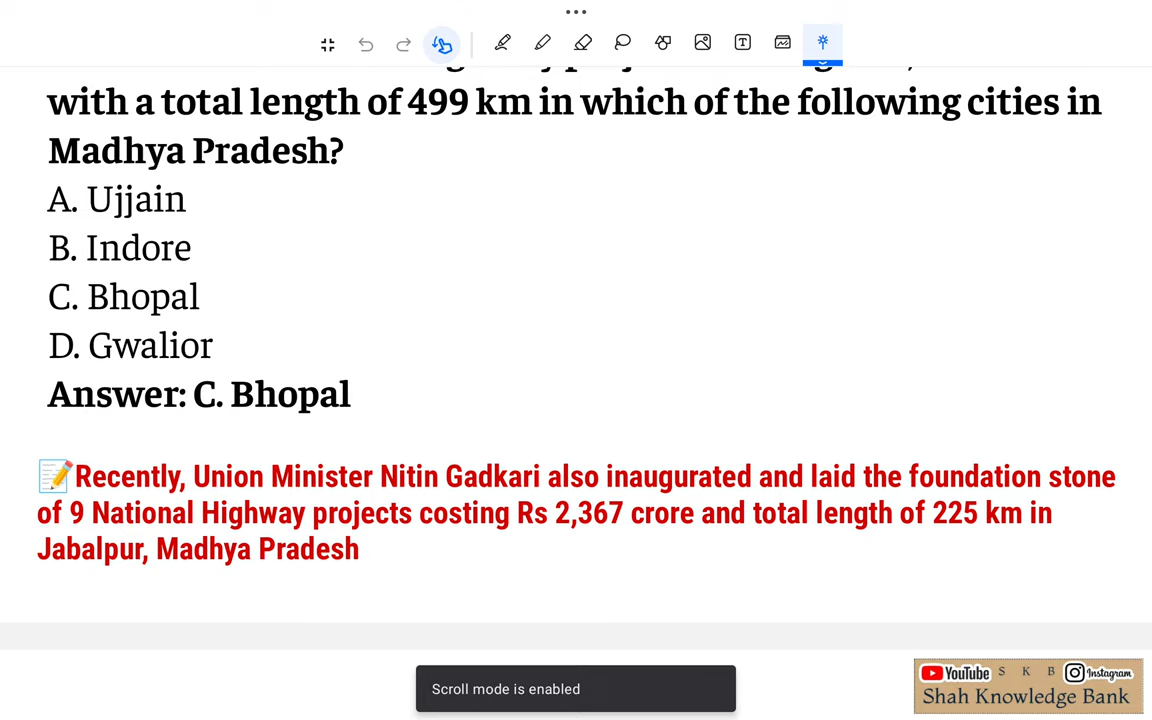 with a total length of 499 km in which of the following cities in
Madhya Pradesh?
A. Ujjain
B. Indore
C. Bhopal
D. Gwalior
Answer: C. Bhopal
📝Recently, Union Minister Nitin Gadkari also inaugurated and laid the foundation stone
of 9 National Highway projects costing Rs 2,367 crore and total length of 225 km in
Jabalpur, Madhya Pradesh
Scroll mode is enabled
YouTube S K B Instagram
Shah Knowledge Bank